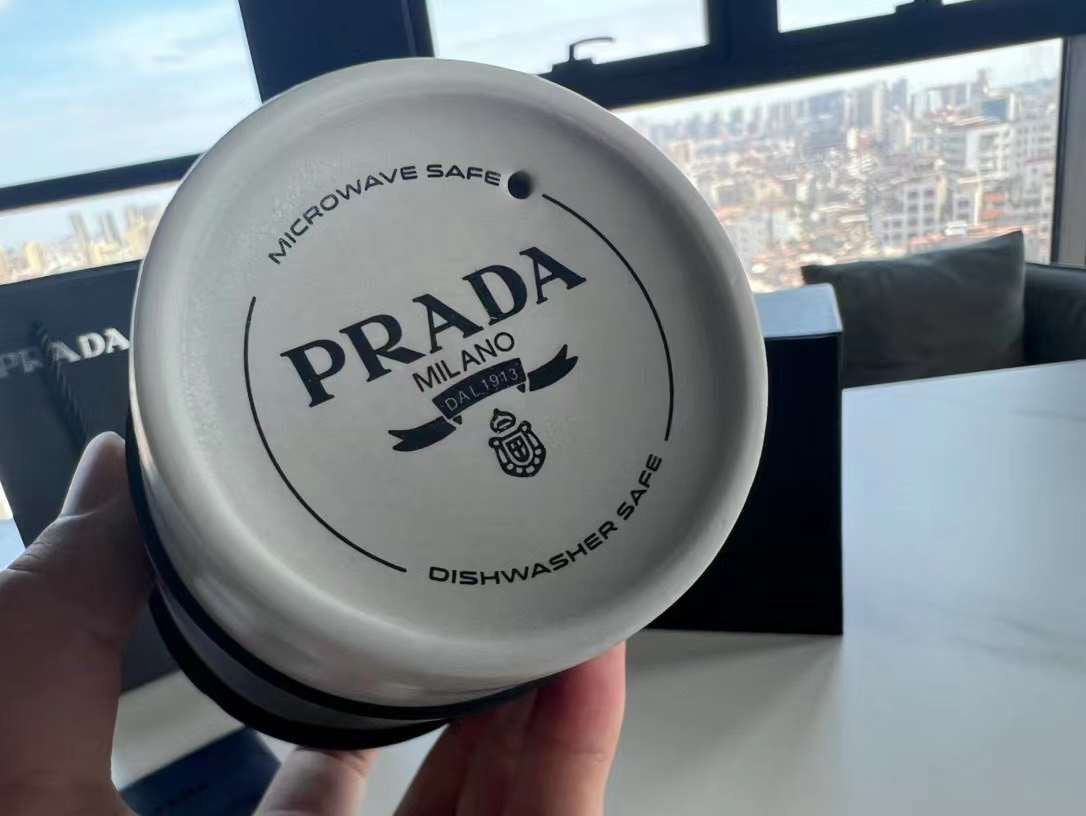 MICROWAVE SAFE
PRADA
MILANO
DAL 1913
DISHWASHER SAFE
PRADA